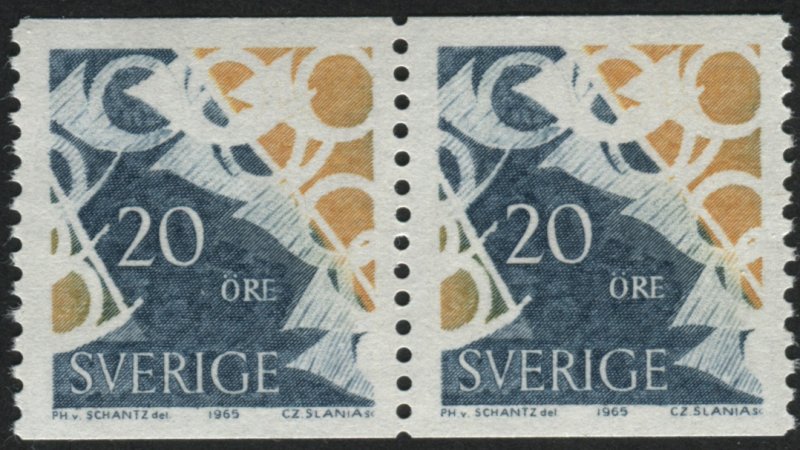 20
ÖRE
SVERIGE
PH v. SCHANTZ del. 1965 CZ.SLANIA sc
20
ÖRE
SVERIGE
PH v. SCHANTZ del. 1965 CZ.SLANIA sc